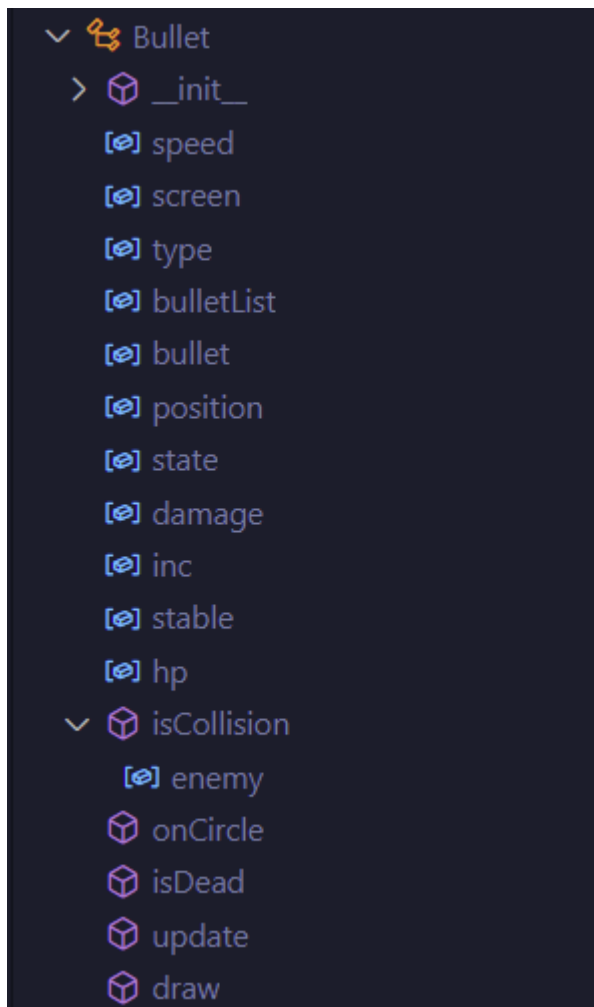 Bullet
__init__
speed
screen
type
bulletList
bullet
position
state
damage
inc
stable
hp
isCollision
enemy
onCircle
isDead
update
draw